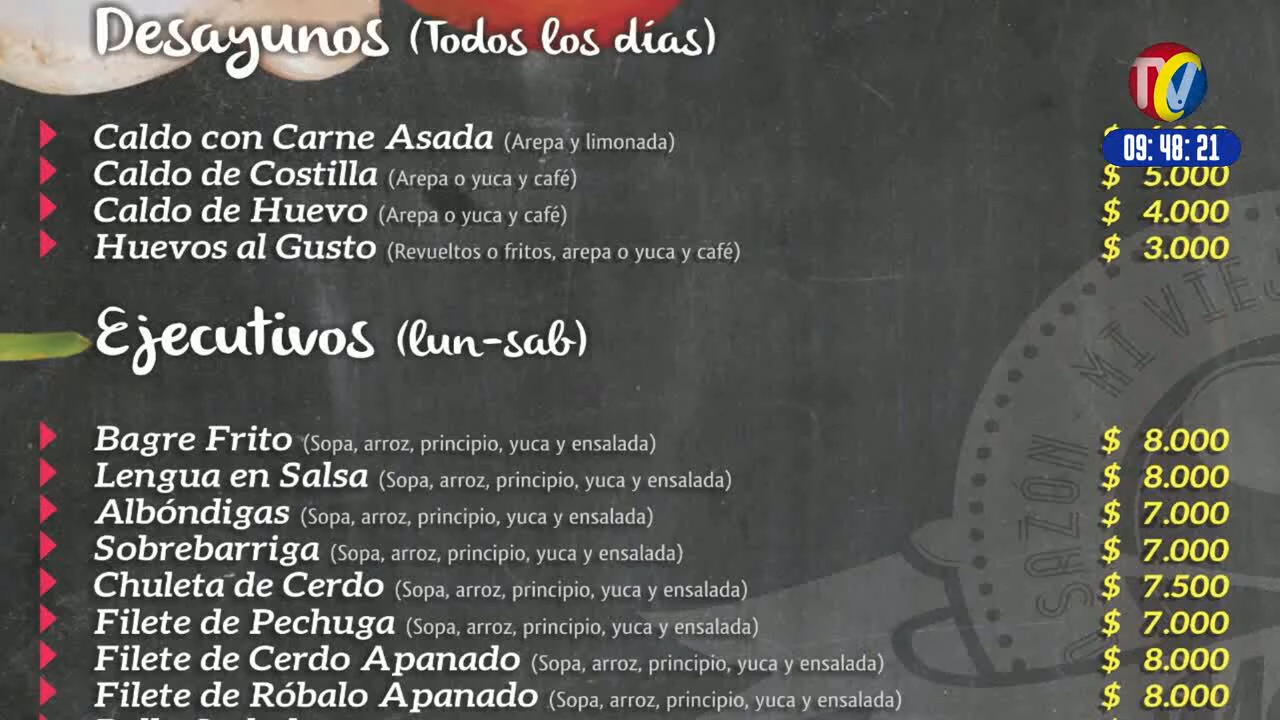 Desayunos (Todos los días)
TV
09: 48: 21
Caldo con Carne Asada (Arepa y limonada)
Caldo de Costilla (Arepa o yuca y café) $ 5.000
Caldo de Huevo (Arepa o yuca y café) $ 4.000
Huevos al Gusto (Revueltos o fritos, arepa o yuca y café) $ 3.000
Ejecutivos (lun-sab)
SAZÓN MI VIEJ
Bagre Frito (Sopa, arroz, principio, yuca y ensalada) $ 8.000
Lengua en Salsa (Sopa, arroz, principio, yuca y ensalada) $ 8.000
Albóndigas (Sopa, arroz, principio, yuca y ensalada) $ 7.000
Sobrebarriga (Sopa, arroz, principio, yuca y ensalada) $ 7.000
Chuleta de Cerdo (Sopa, arroz, principio, yuca y ensalada) $ 7.500
Filete de Pechuga (Sopa, arroz, principio, yuca y ensalada) $ 7.000
Filete de Cerdo Apanado (Sopa, arroz, principio, yuca y ensalada) $ 8.000
Filete de Róbalo Apanado (Sopa, arroz, principio, yuca y ensalada) $ 8.000